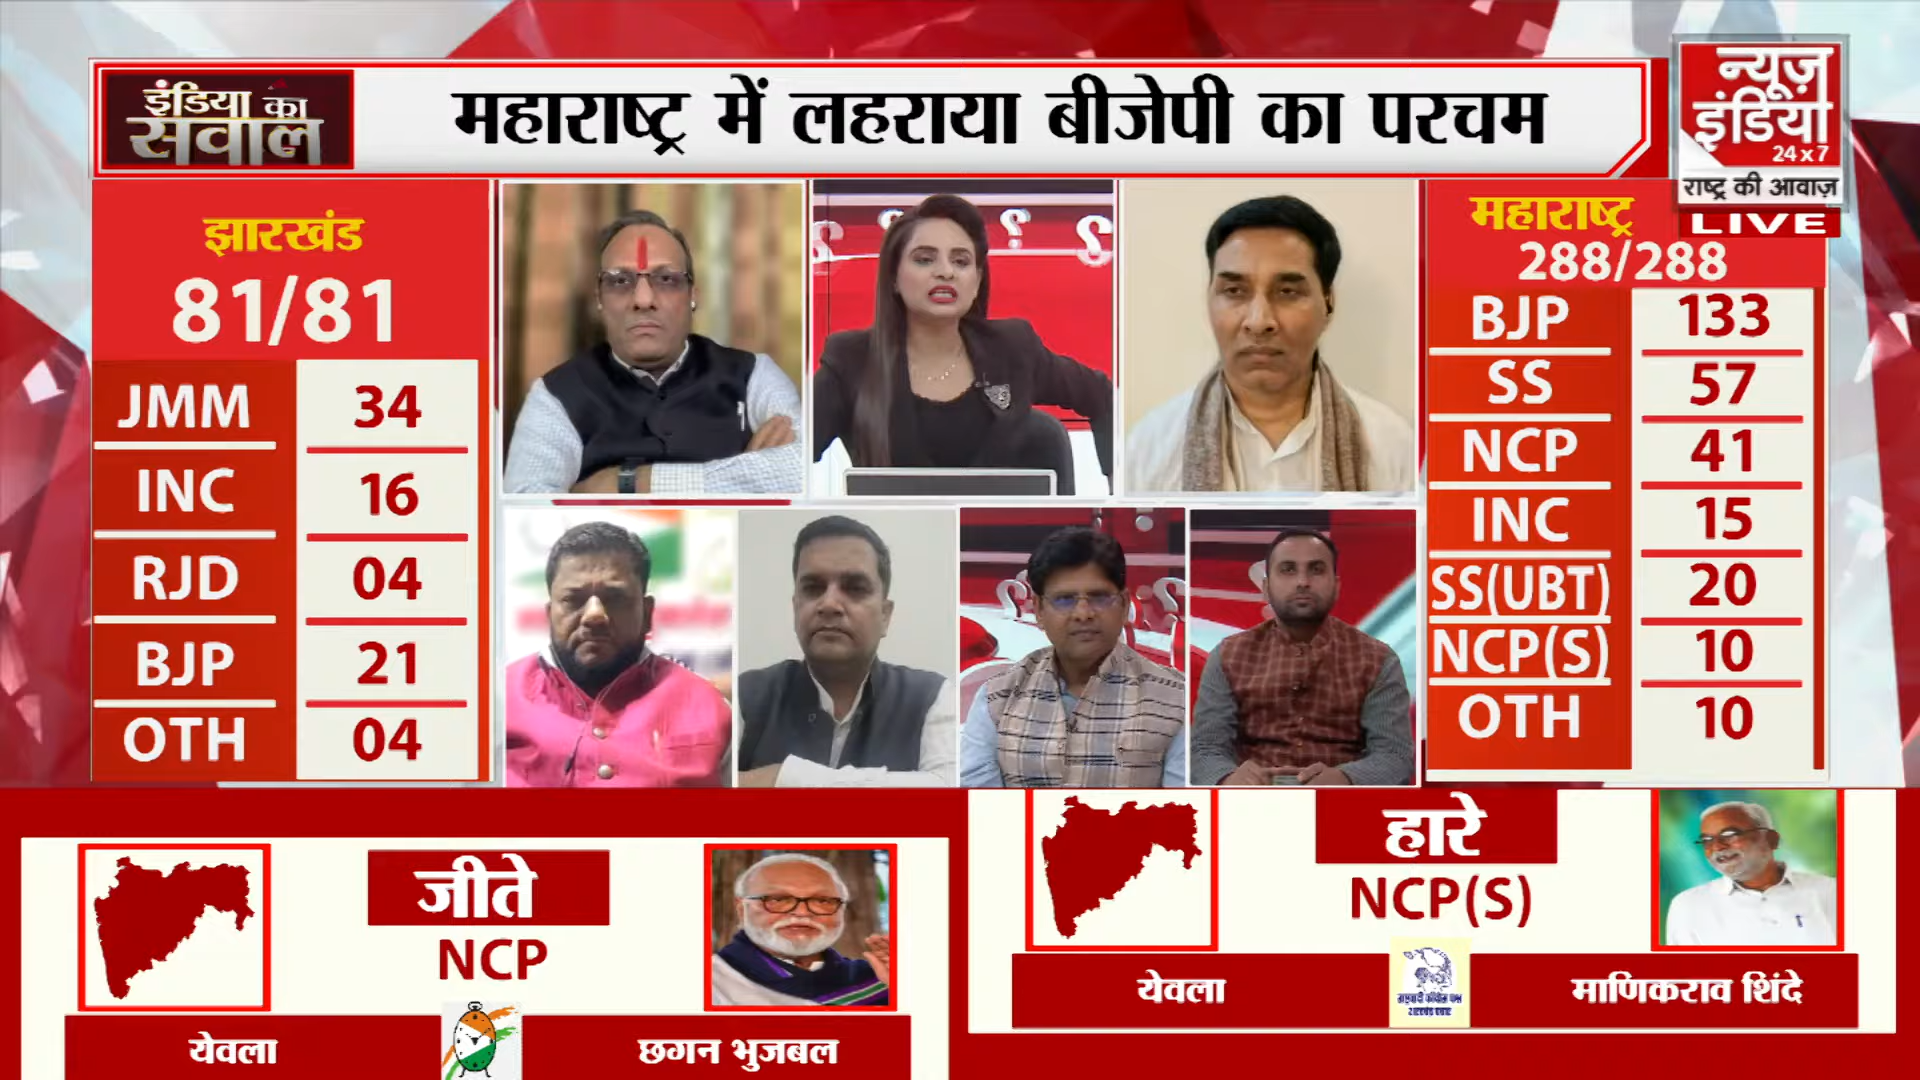 इंडिया का
सवाल
महाराष्ट्र में लहराया बीजेपी का परचम
न्यूज़
इंडिया
24x7
राष्ट्र की आवाज़
LIVE
झारखंड
81/81
JMM 34
INC 16
RJD 04
BJP 21
OTH 04
महाराष्ट्र
288/288
BJP 133
SS 57
NCP 41
INC 15
SS(UBT) 20
NCP(S) 10
OTH 10
जीते
NCP
येवला
छगन भुजबल
हारे
NCP(S)
येवला
माणिकराव शिंदे